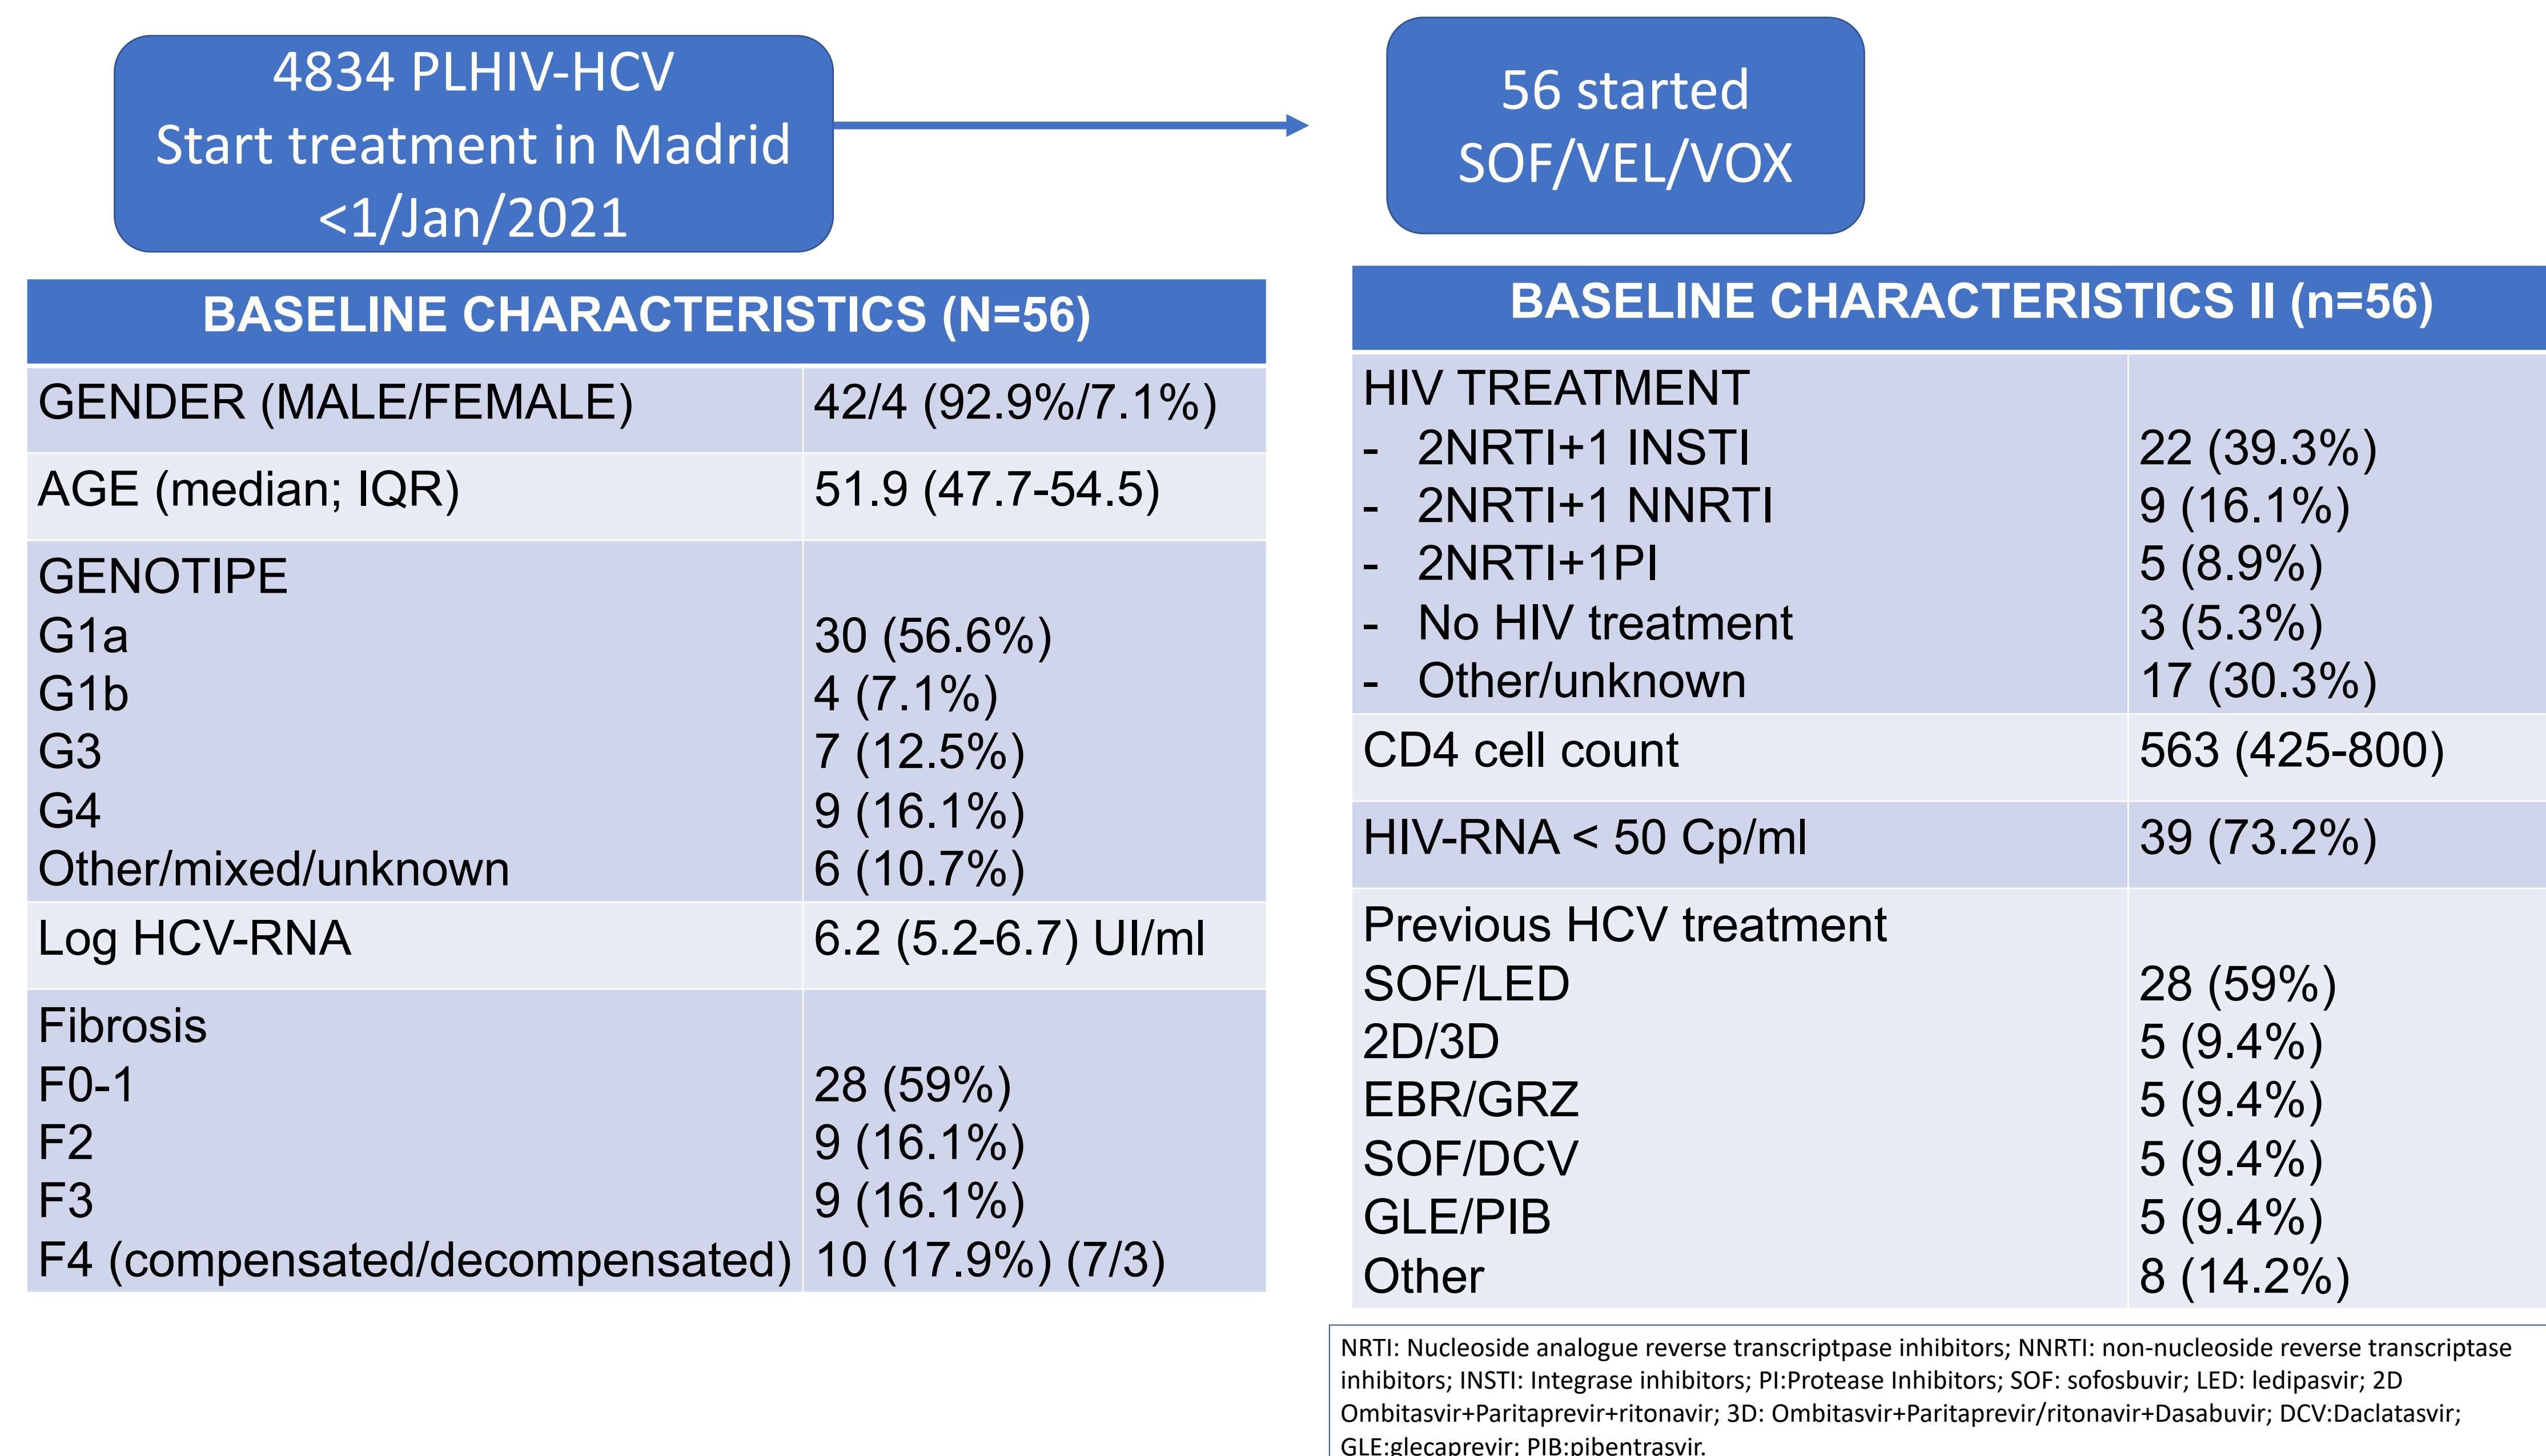 4834 PLHIV-HCV
Start treatment in Madrid
<1/Jan/2021
56 started
SOF/VEL/VOX
BASELINE CHARACTERISTICS (N=56)
GENDER (MALE/FEMALE) 42/4 (92.9%/7.1%)
AGE (median; IQR) 51.9 (47.7-54.5)
GENOTIPE
G1a 30 (56.6%)
G1b 4 (7.1%)
G3 7 (12.5%)
G4 9 (16.1%)
Other/mixed/unknown 6 (10.7%)
Log HCV-RNA 6.2 (5.2-6.7) UI/ml
Fibrosis
F0-1 28 (59%)
F2 9 (16.1%)
F3 9 (16.1%)
F4 (compensated/decompensated) 10 (17.9%) (7/3)
BASELINE CHARACTERISTICS II (n=56)
HIV TREATMENT
- 2NRTI+1 INSTI 22 (39.3%)
- 2NRTI+1 NNRTI 9 (16.1%)
- 2NRTI+1PI 5 (8.9%)
- No HIV treatment 3 (5.3%)
- Other/unknown 17 (30.3%)
CD4 cell count 563 (425-800)
HIV-RNA < 50 Cp/ml 39 (73.2%)
Previous HCV treatment
SOF/LED 28 (59%)
2D/3D 5 (9.4%)
EBR/GRZ 5 (9.4%)
SOF/DCV 5 (9.4%)
GLE/PIB 5 (9.4%)
Other 8 (14.2%)
NRTI: Nucleoside analogue reverse transcriptpase inhibitors; NNRTI: non-nucleoside reverse transcriptase
inhibitors; INSTI: Integrase inhibitors; PI:Protease Inhibitors; SOF: sofosbuvir; LED: ledipasvir; 2D
Ombitasvir+Paritaprevir+ritonavir; 3D: Ombitasvir+Paritaprevir/ritonavir+Dasabuvir; DCV:Daclatasvir;
GLE:glecaprevir; PIB:pibentrasvir.